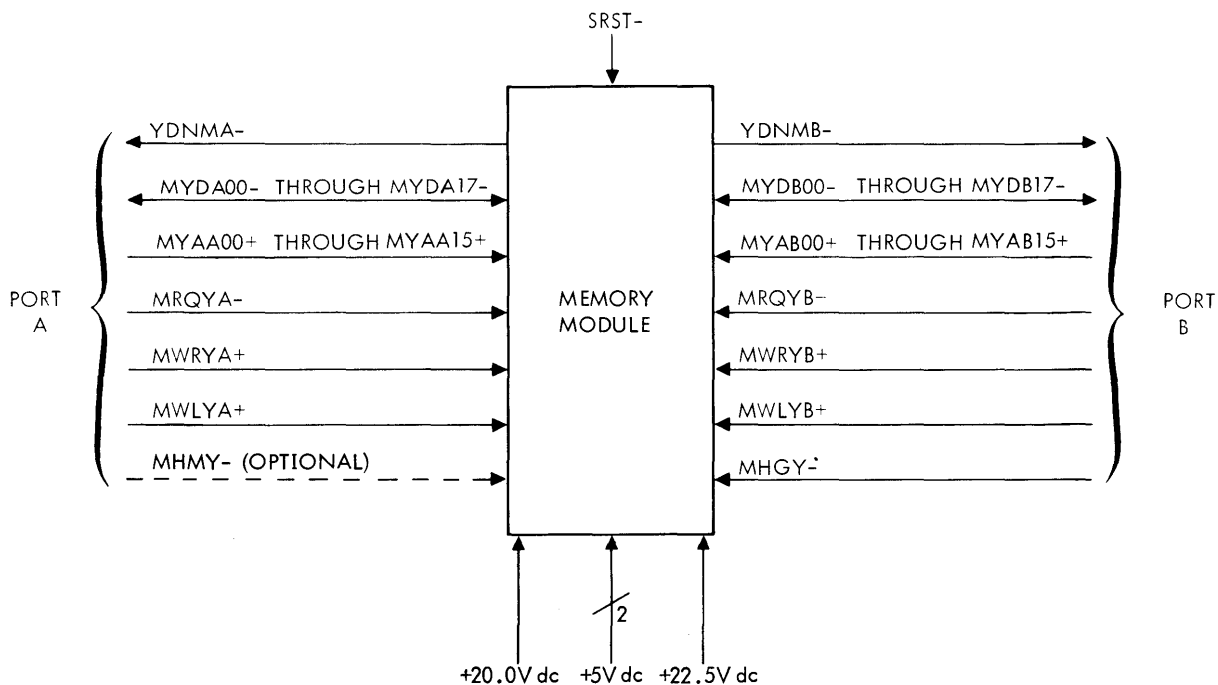 SRST-
YDNMA-
MYDA00- THROUGH MYDA17-
MYAA00+ THROUGH MYAA15+
MRQYA-
MWRYA+
MWLYA+
MHMY- (OPTIONAL)
PORT
A
MEMORY
MODULE
YDNMB-
MYDB00- THROUGH MYDB17-
MYAB00+ THROUGH MYAB15+
MRQYB-
MWRYB+
MWLYB+
MHGY-
PORT
B
2
+20.0V dc +5V dc +22.5V dc